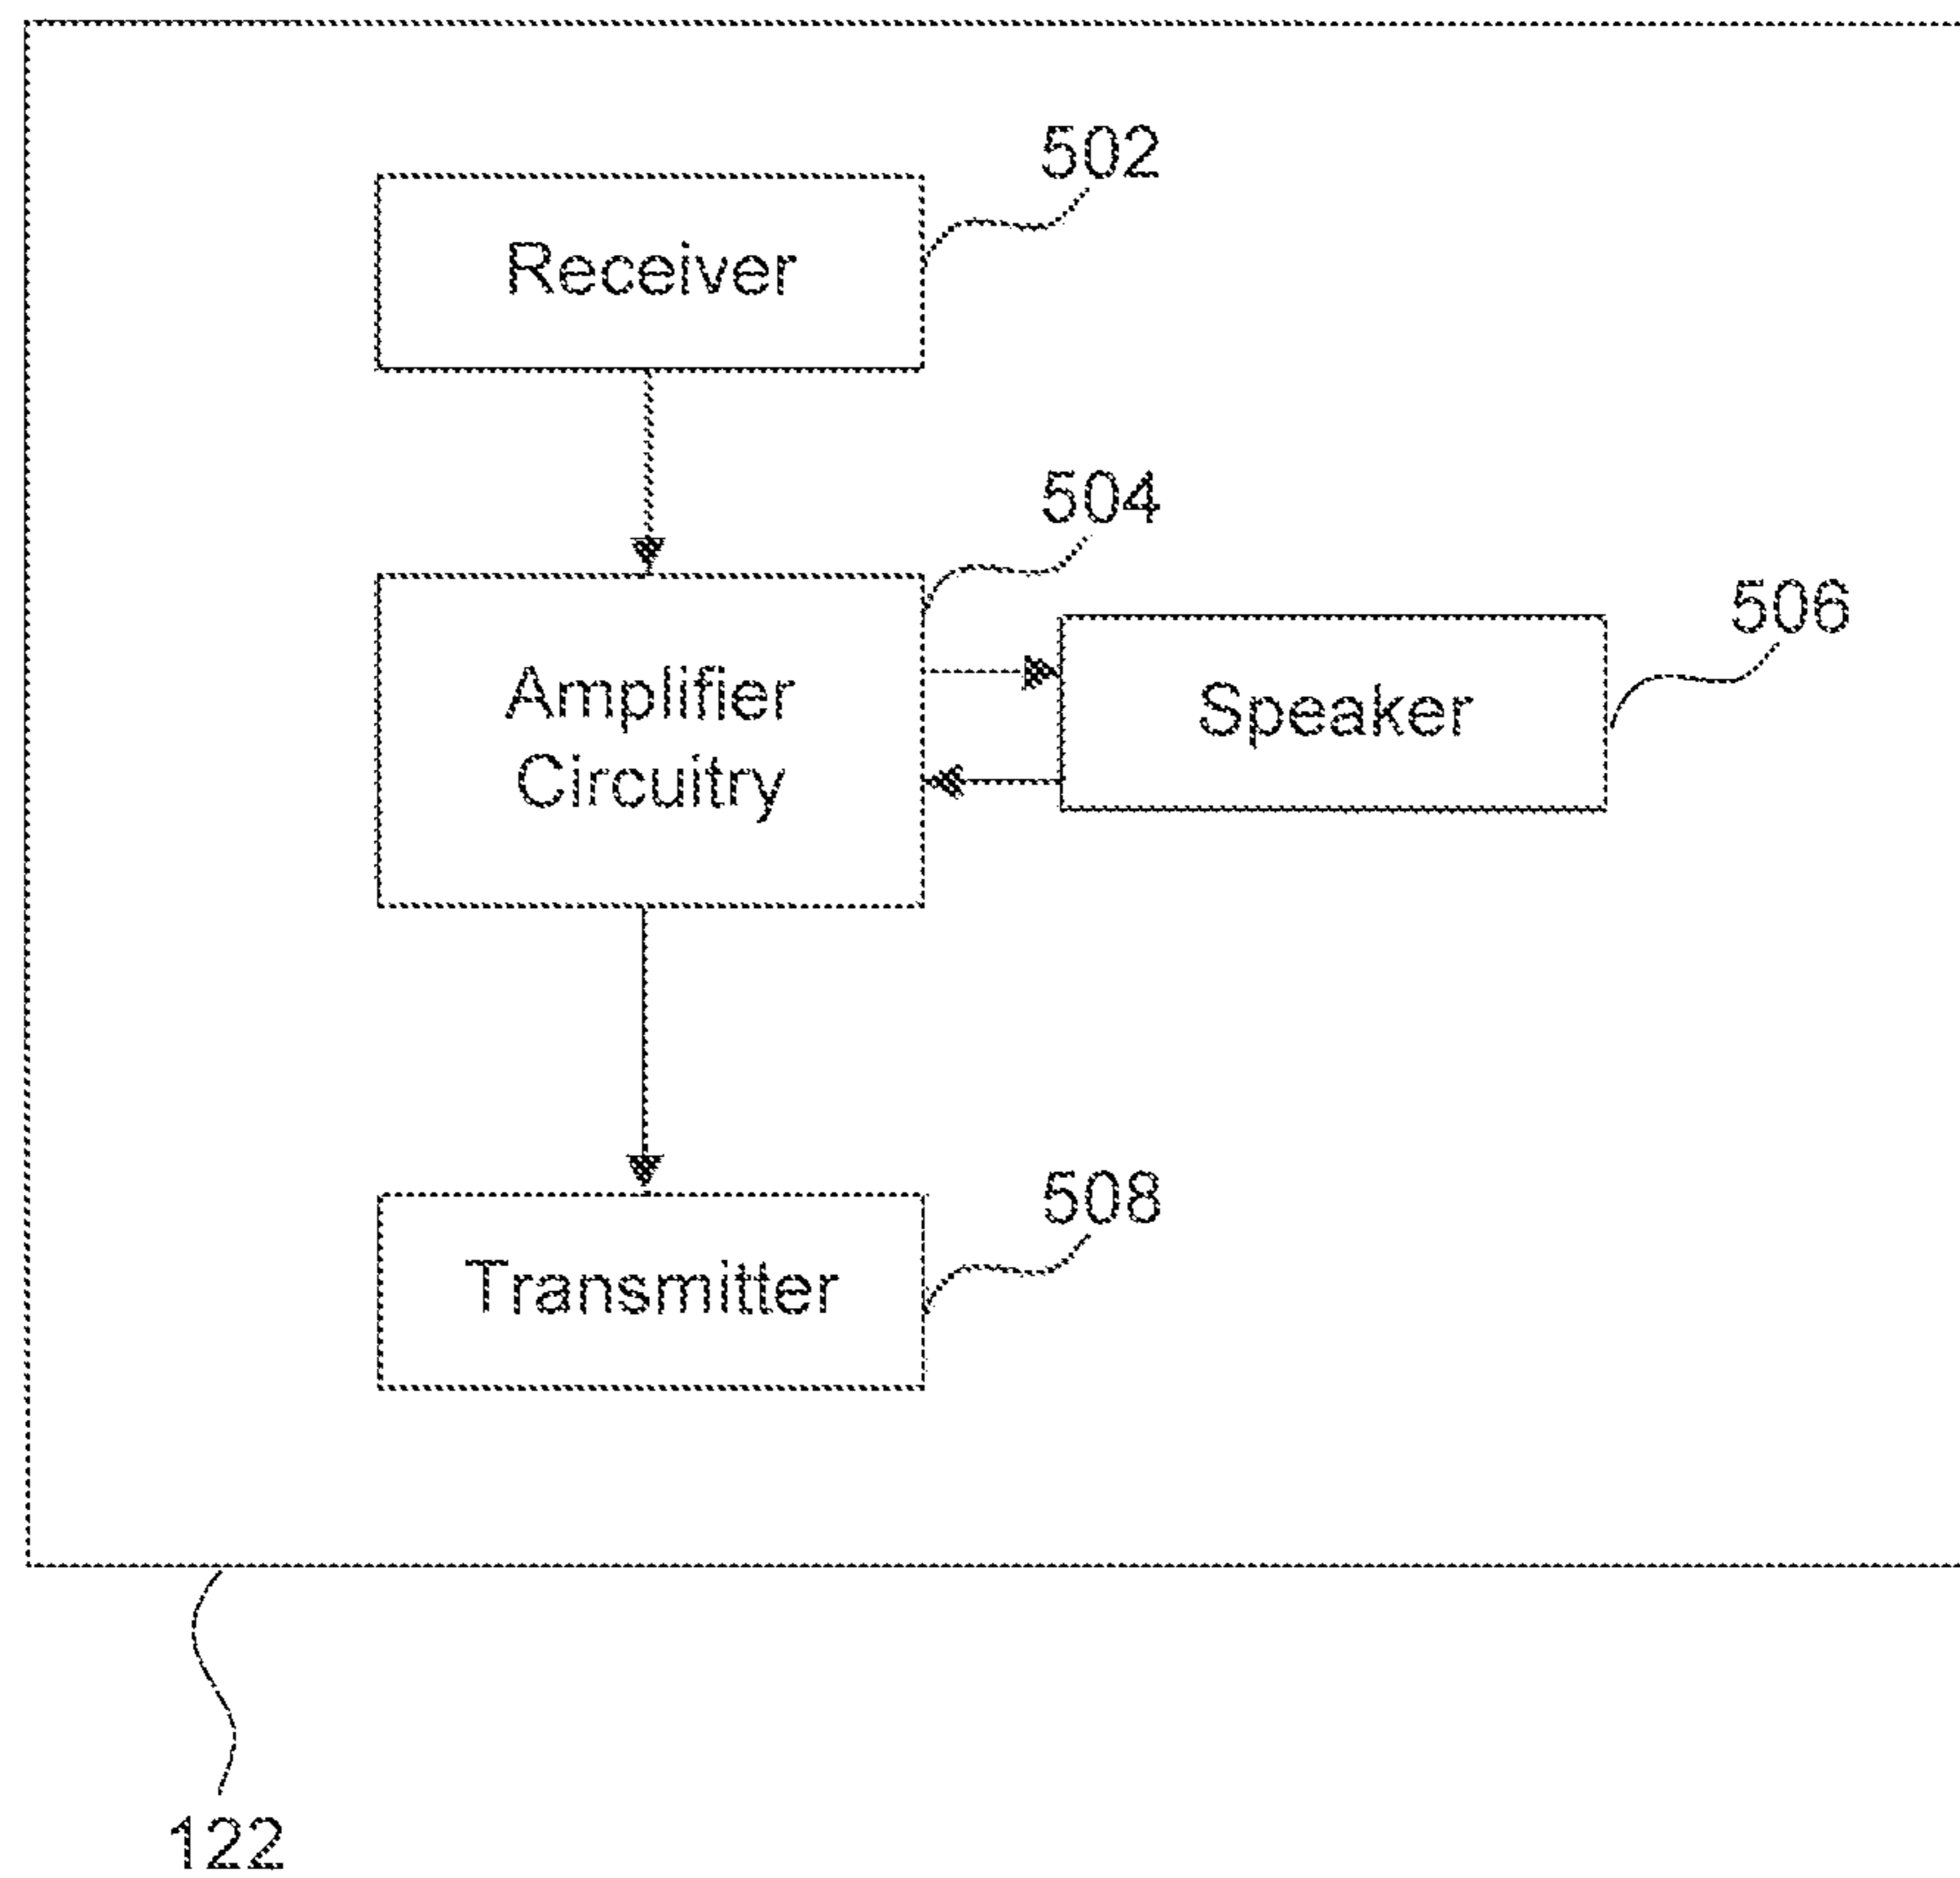 502
Receiver
504
506
Amplifier
Circuitry
Speaker
508
Transmitter
122